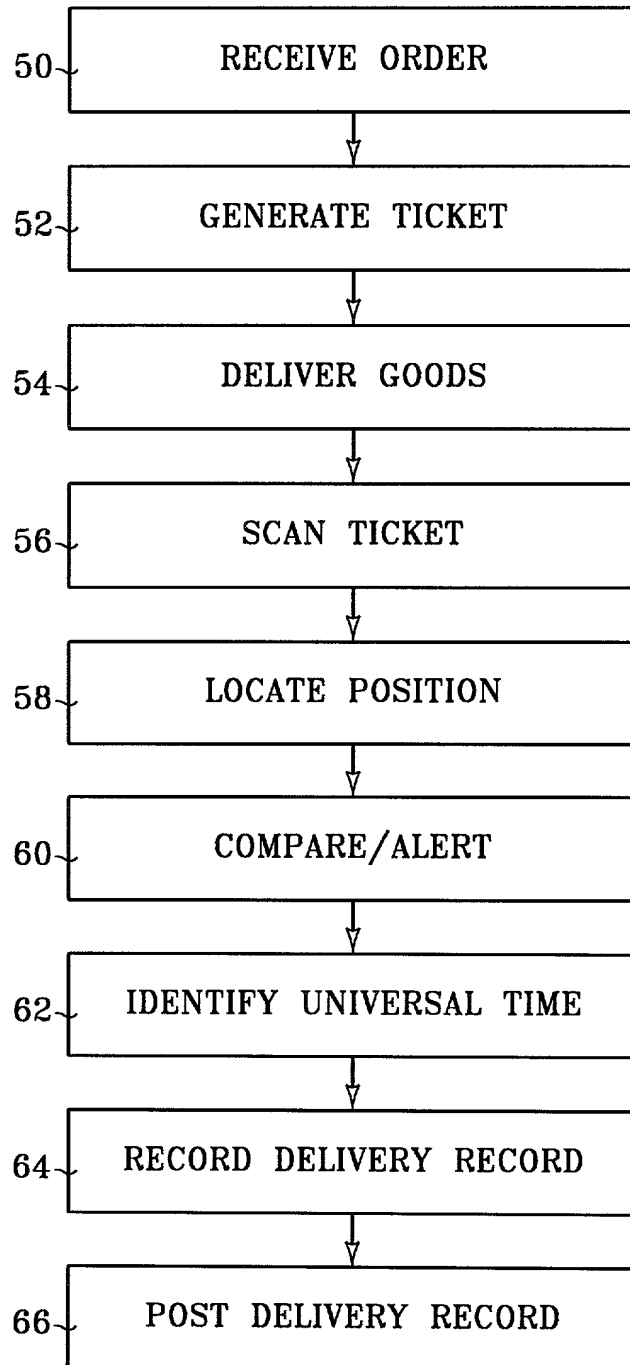 50 RECEIVE ORDER
52 GENERATE TICKET
54 DELIVER GOODS
56 SCAN TICKET
58 LOCATE POSITION
60 COMPARE/ALERT
62 IDENTIFY UNIVERSAL TIME
64 RECORD DELIVERY RECORD
66 POST DELIVERY RECORD